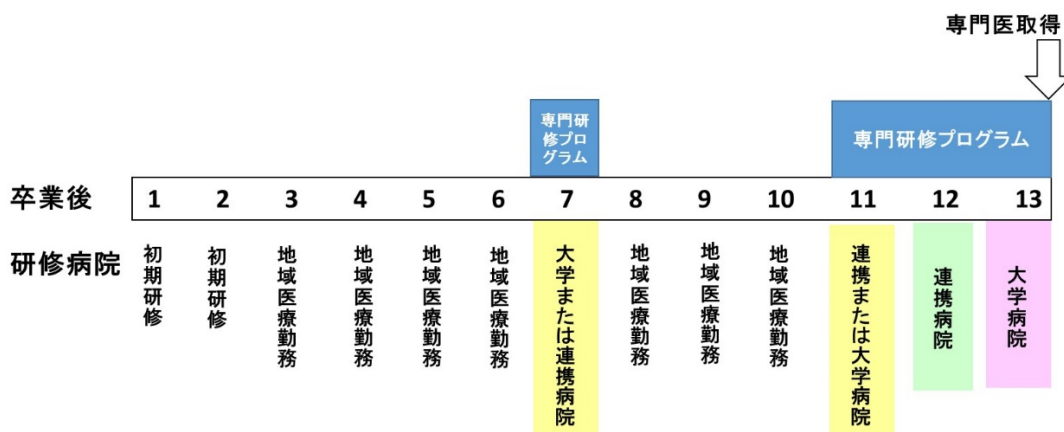 専門医取得
専門研
修プロ
グラム
専門研修プログラム
卒業後 1 2 3 4 5 6 7 8 9 10 11 12 13
研修病院
初期研修
初期研修
地域医療勤務
地域医療勤務
地域医療勤務
地域医療勤務
大学または連携病院
地域医療勤務
地域医療勤務
地域医療勤務
連携または大学病院
連携病院
大学病院